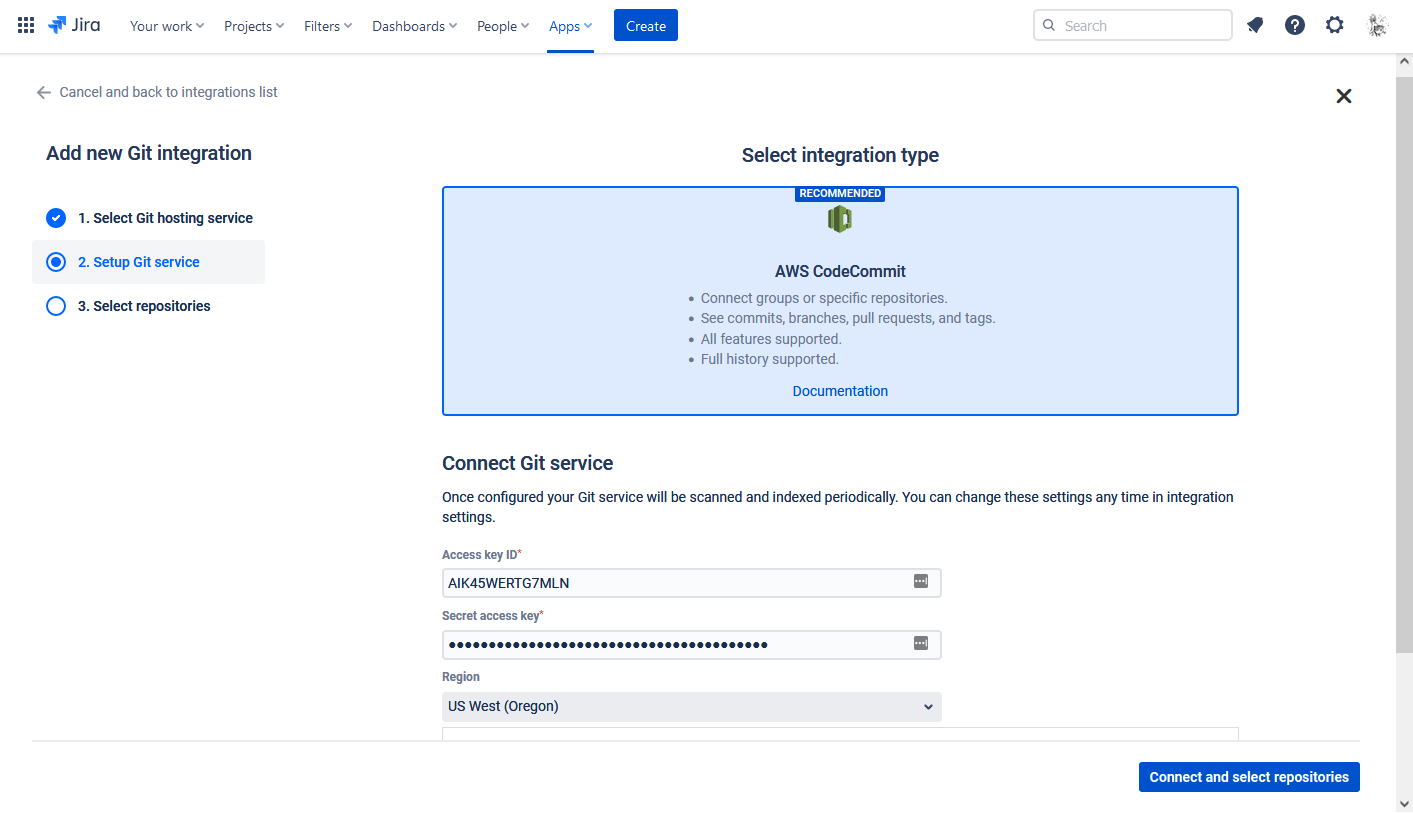 Jira Your work Projects Filters Dashboards People Apps Create Search
Cancel and back to integrations list
Add new Git integration
1. Select Git hosting service
2. Setup Git service
3. Select repositories
Select integration type
RECOMMENDED
AWS CodeCommit
• Connect groups or specific repositories.
• See commits, branches, pull requests, and tags.
• All features supported.
• Full history supported.
Documentation
Connect Git service
Once configured your Git service will be scanned and indexed periodically. You can change these settings any time in integration
settings.
Access key ID*
AIK45WERTG7MLN
Secret access key*
••••••••••••••••••••••••••••••••••••••••
Region
US West (Oregon)
Connect and select repositories